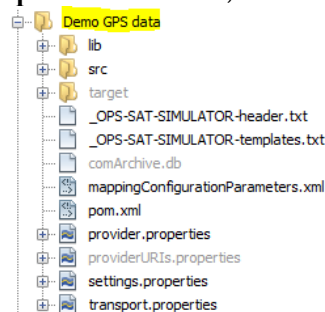 Demo GPS data
lib
src
target
_OPS-SAT-SIMULATOR-header.txt
_OPS-SAT-SIMULATOR-templates.txt
comArchive.db
mappingConfigurationParameters.xml
pom.xml
provider.properties
providerURIs.properties
settings.properties
transport.properties